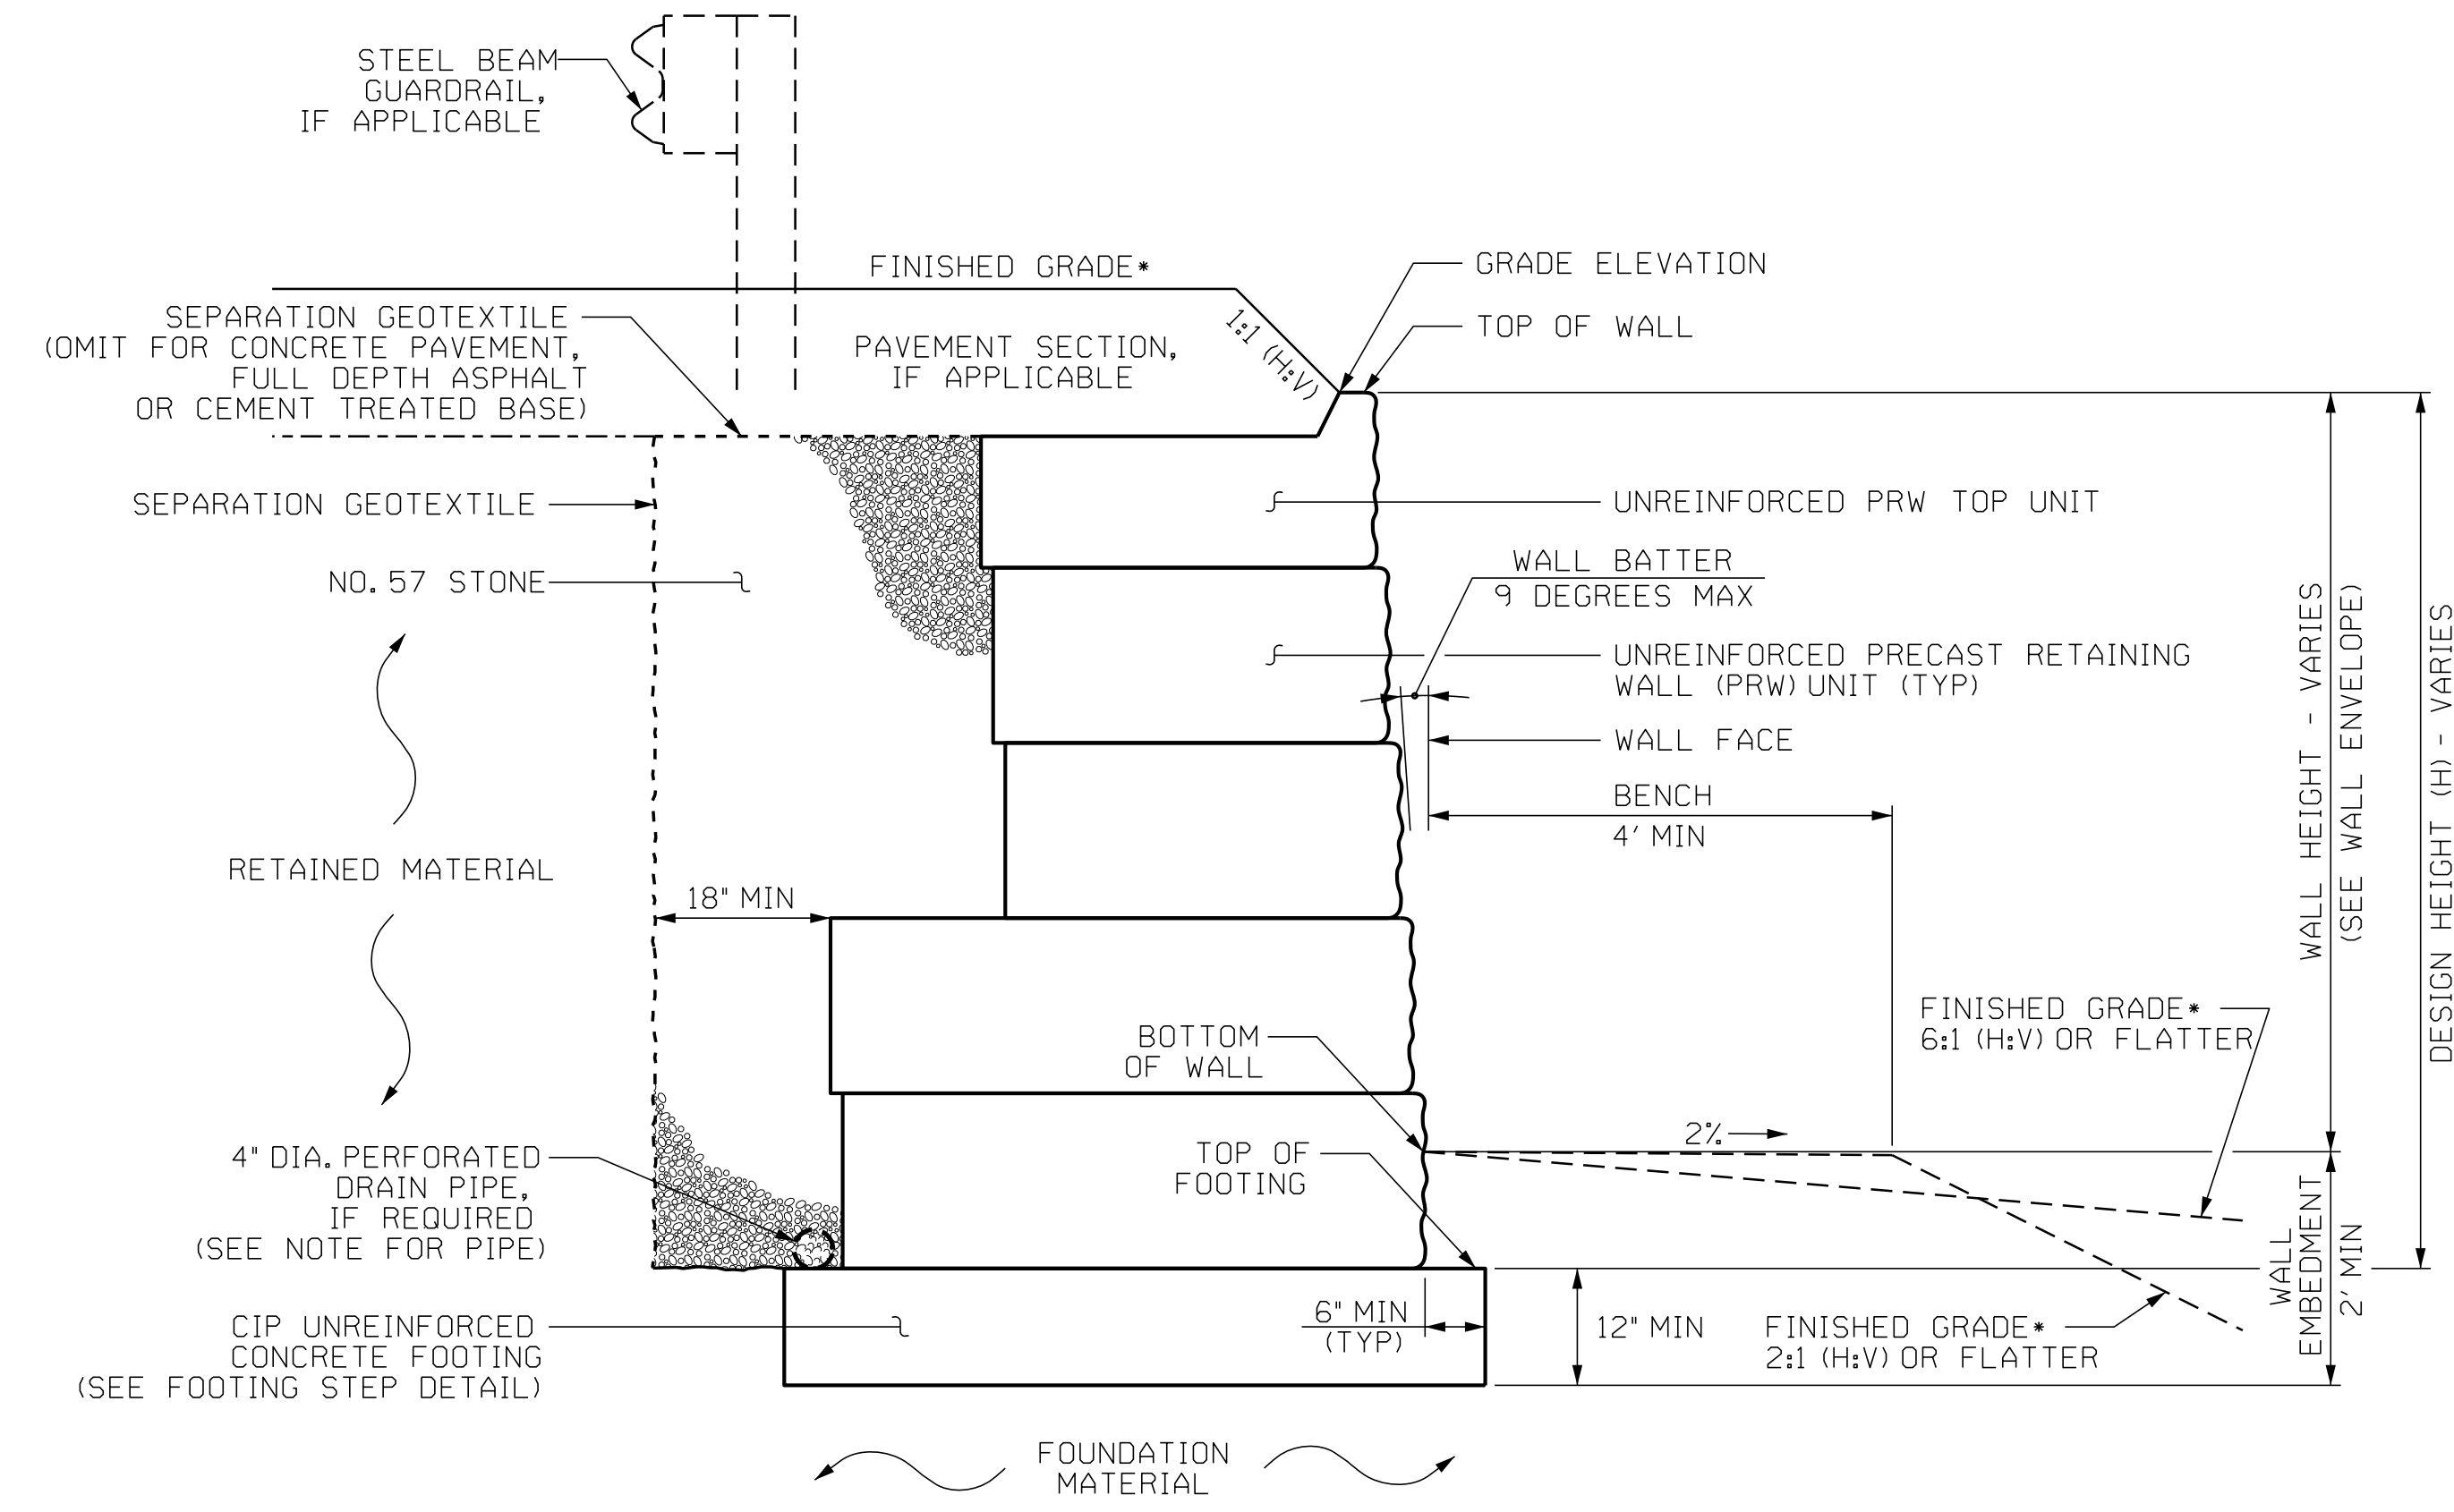 STEEL BEAM
GUARDRAIL,
IF APPLICABLE
FINISHED GRADE*
GRADE ELEVATION
TOP OF WALL
1:1 (H:V)
SEPARATION GEOTEXTILE
(OMIT FOR CONCRETE PAVEMENT,
FULL DEPTH ASPHALT
OR CEMENT TREATED BASE)
PAVEMENT SECTION,
IF APPLICABLE
SEPARATION GEOTEXTILE
UNREINFORCED PRW TOP UNIT
NO. 57 STONE
WALL BATTER
9 DEGREES MAX
UNREINFORCED PRECAST RETAINING
WALL (PRW) UNIT (TYP)
WALL FACE
BENCH
4' MIN
RETAINED MATERIAL
18" MIN
WALL HEIGHT - VARIES
(SEE WALL ENVELOPE)
DESIGN HEIGHT (H) - VARIES
FINISHED GRADE*
6:1 (H:V) OR FLATTER
BOTTOM
OF WALL
2%
TOP OF
FOOTING
4" DIA. PERFORATED
DRAIN PIPE,
IF REQUIRED
(SEE NOTE FOR PIPE)
WALL
EMBEDMENT
2' MIN
CIP UNREINFORCED
CONCRETE FOOTING
(SEE FOOTING STEP DETAIL)
6" MIN
(TYP)
12" MIN
FINISHED GRADE*
2:1 (H:V) OR FLATTER
FOUNDATION
MATERIAL